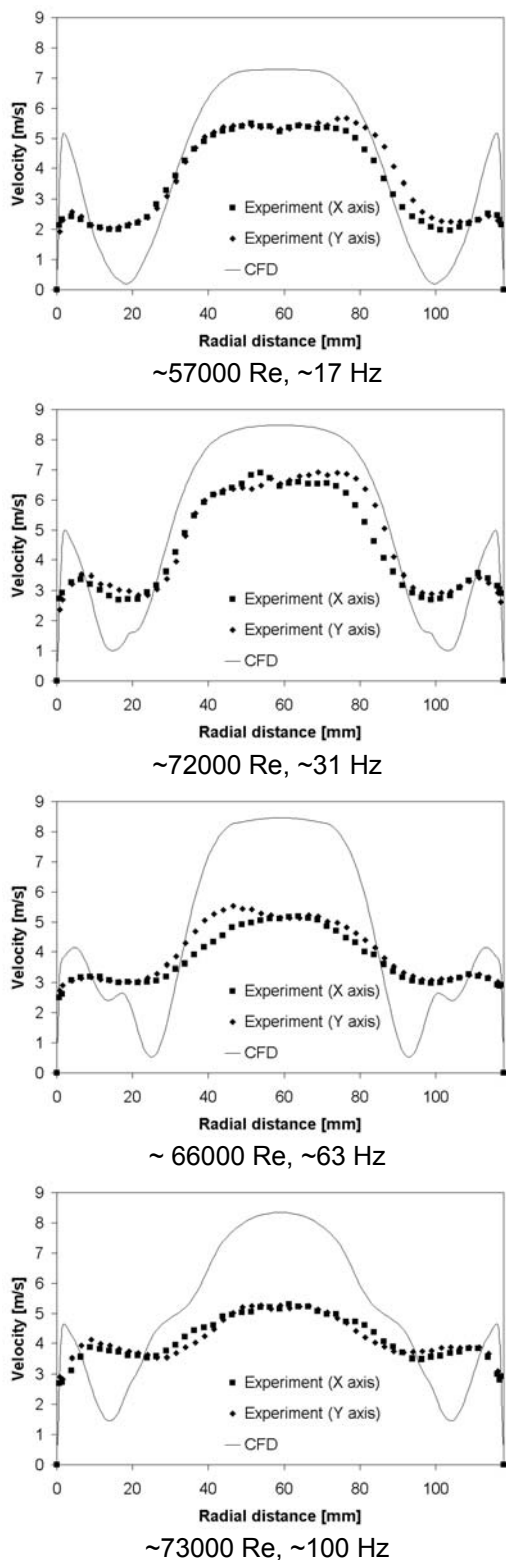 9
8
7
6
5
4
3
2
1
0
Velocity [m/s]
Experiment (X axis)
Experiment (Y axis)
CFD
0 20 40 60 80 100
Radial distance [mm]
~57000 Re, ~17 Hz
9
8
7
6
5
4
3
2
1
0
Velocity [m/s]
Experiment (X axis)
Experiment (Y axis)
CFD
0 20 40 60 80 100
Radial distance [mm]
~72000 Re, ~31 Hz
9
8
7
6
5
4
3
2
1
0
Velocity [m/s]
Experiment (X axis)
Experiment (Y axis)
CFD
0 20 40 60 80 100
Radial distance [mm]
~ 66000 Re, ~63 Hz
9
8
7
6
5
4
3
2
1
0
Velocity [m/s]
Experiment (X axis)
Experiment (Y axis)
CFD
0 20 40 60 80 100
Radial distance [mm]
~73000 Re, ~100 Hz